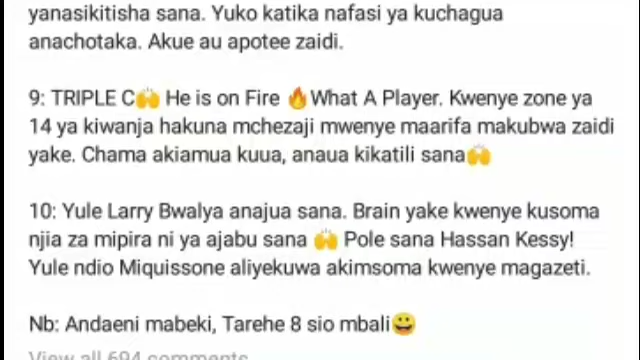 yanasikitisha sana. Yuko katika nafasi ya kuchagua
anachotaka. Akue au apotee zaidi.
9: TRIPLE C🙌 He is on Fire 🔥What A Player. Kwenye zone ya
14 ya kiwanja hakuna mchezaji mwenye maarifa makubwa zaidi
yake. Chama akiamua kuua, anaua kikatili sana🙌
10: Yule Larry Bwalya anajua sana. Brain yake kwenye kusoma
njia za mipira ni ya ajabu sana 🙌 Pole sana Hassan Kessy!
Yule ndio Miquissone aliyekuwa akimsoma kwenye magazeti.
Nb: Andaeni mabeki, Tarehe 8 sio mbali😀
View all 694 comments